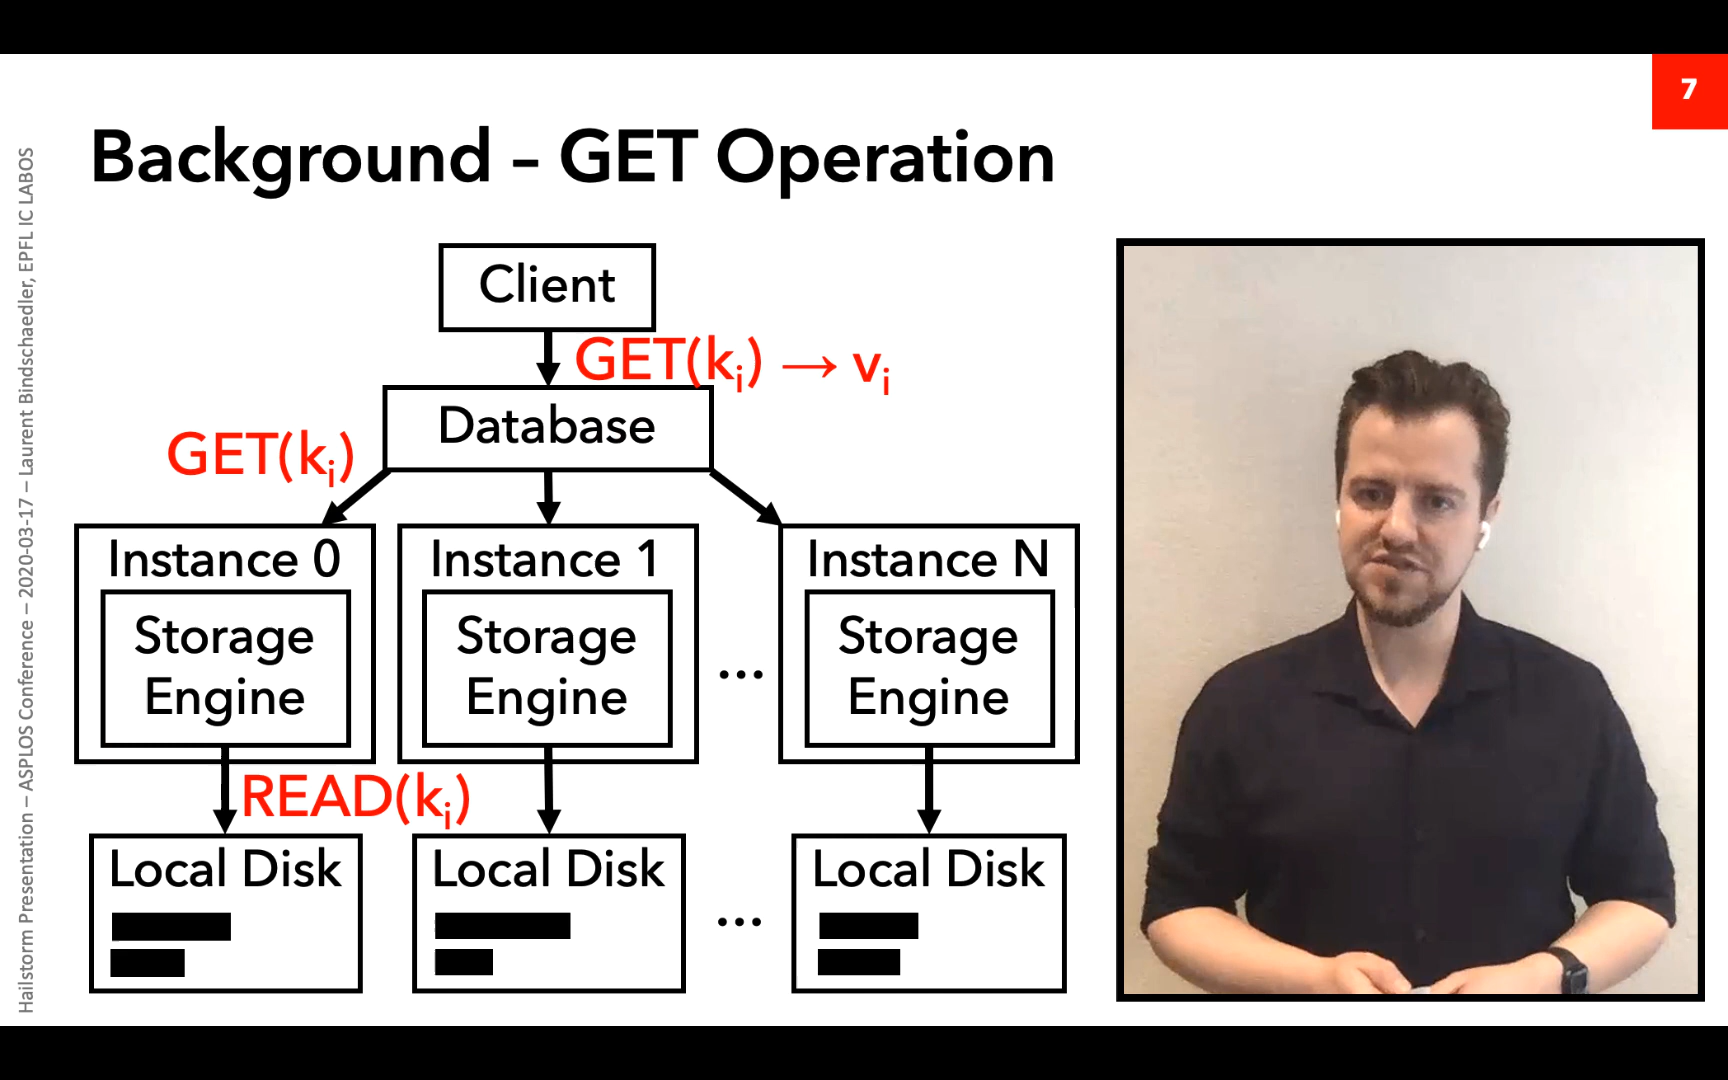 7
Background – GET Operation
Hailstorm Presentation – ASPLOS Conference – 2020-03-17 – Laurent Bindschaedler, EPFL IC LABOS
Client
GET(kᵢ) → vᵢ
Database
GET(kᵢ)
Instance 0
Storage
Engine
Instance 1
Storage
Engine
...
Instance N
Storage
Engine
READ(kᵢ)
Local Disk
Local Disk
...
Local Disk